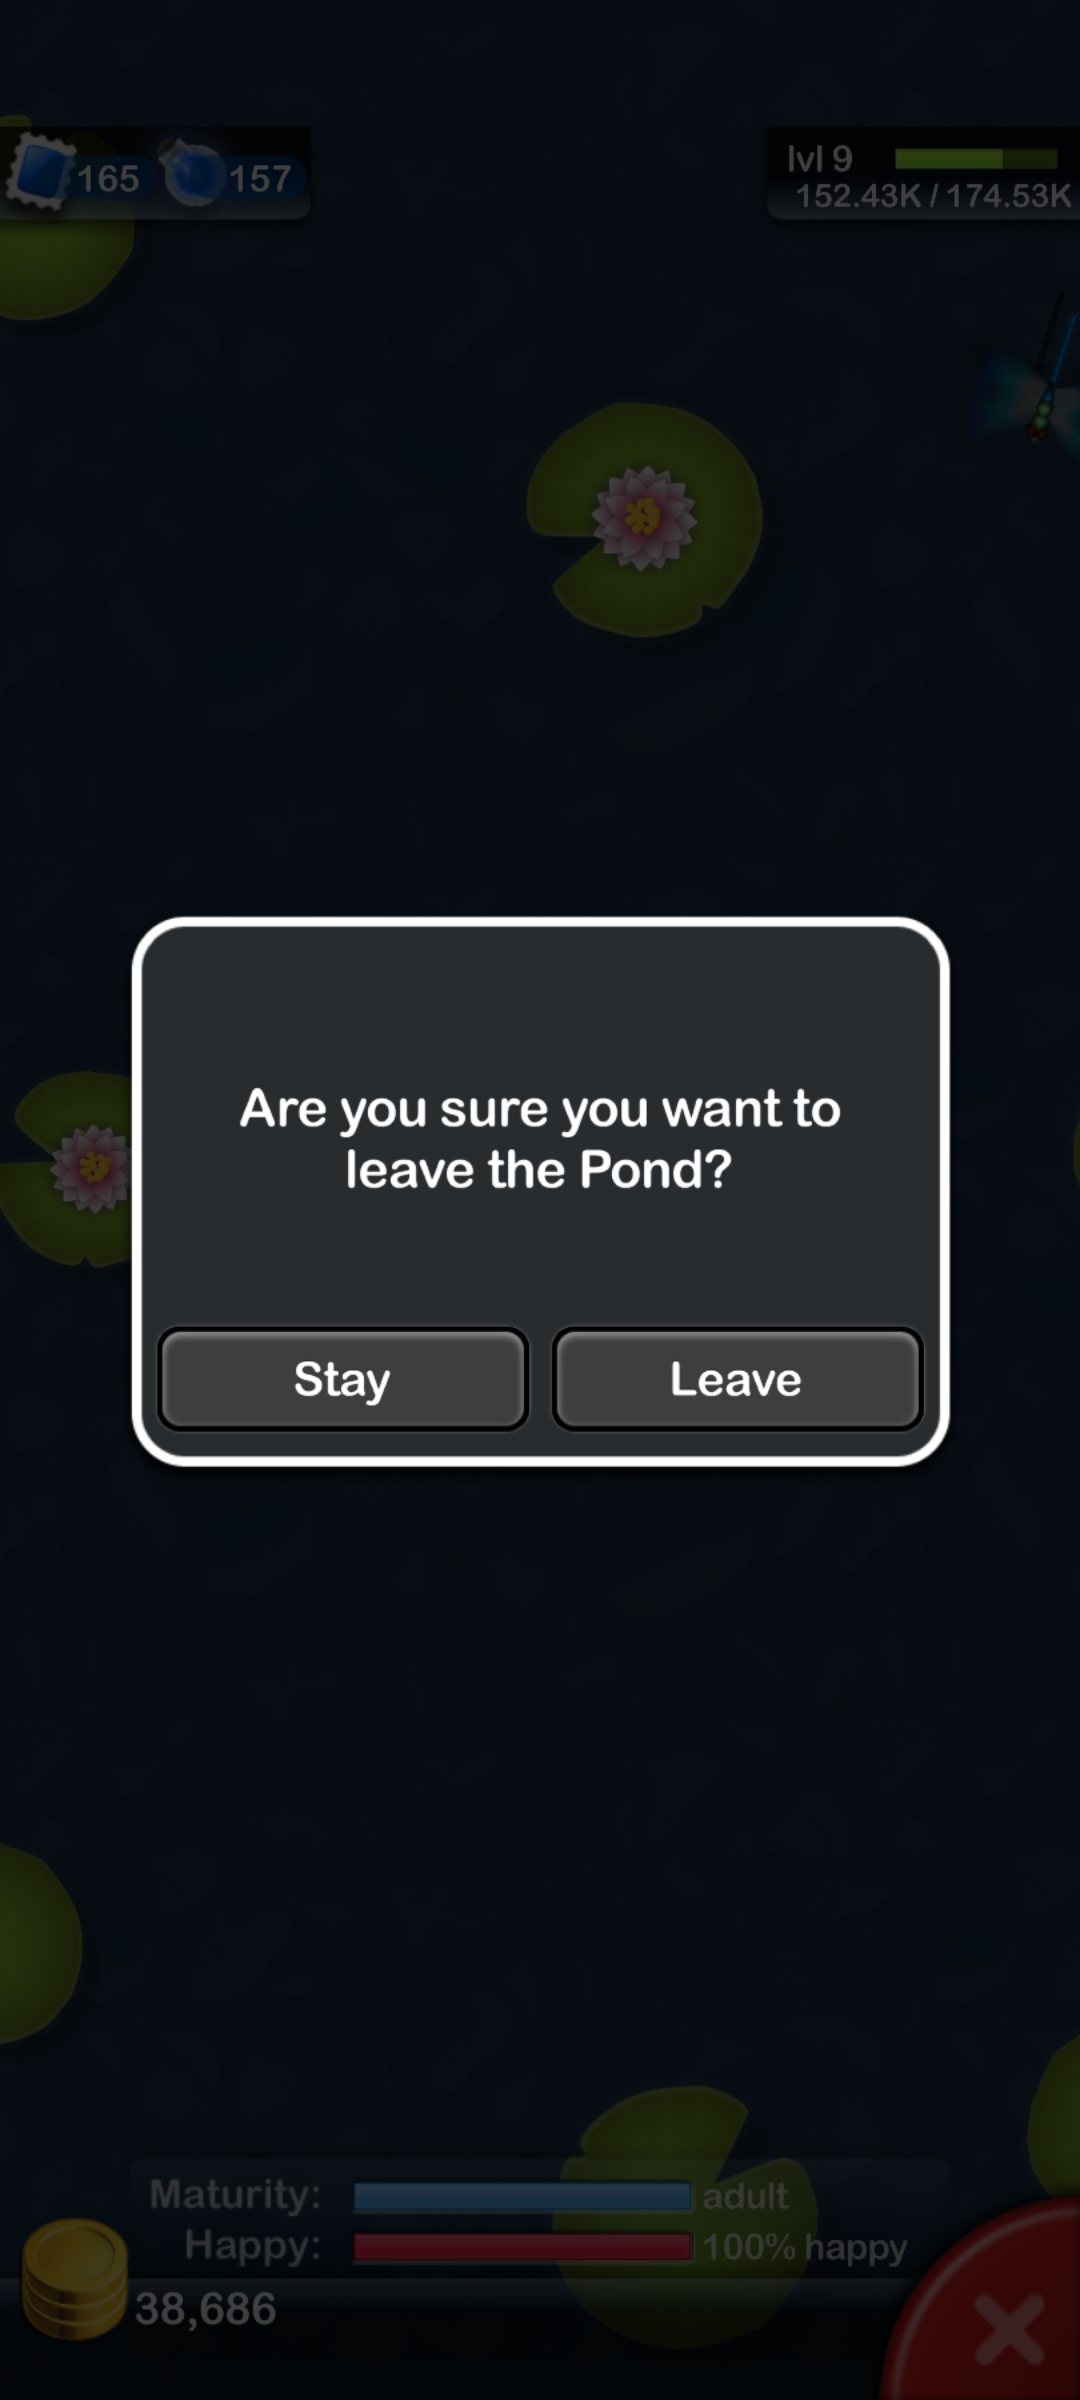 165 157
lvl 9
152.43K / 174.53K
Are you sure you want to
leave the Pond?
Stay Leave
Maturity: adult
Happy: 100% happy
38,686